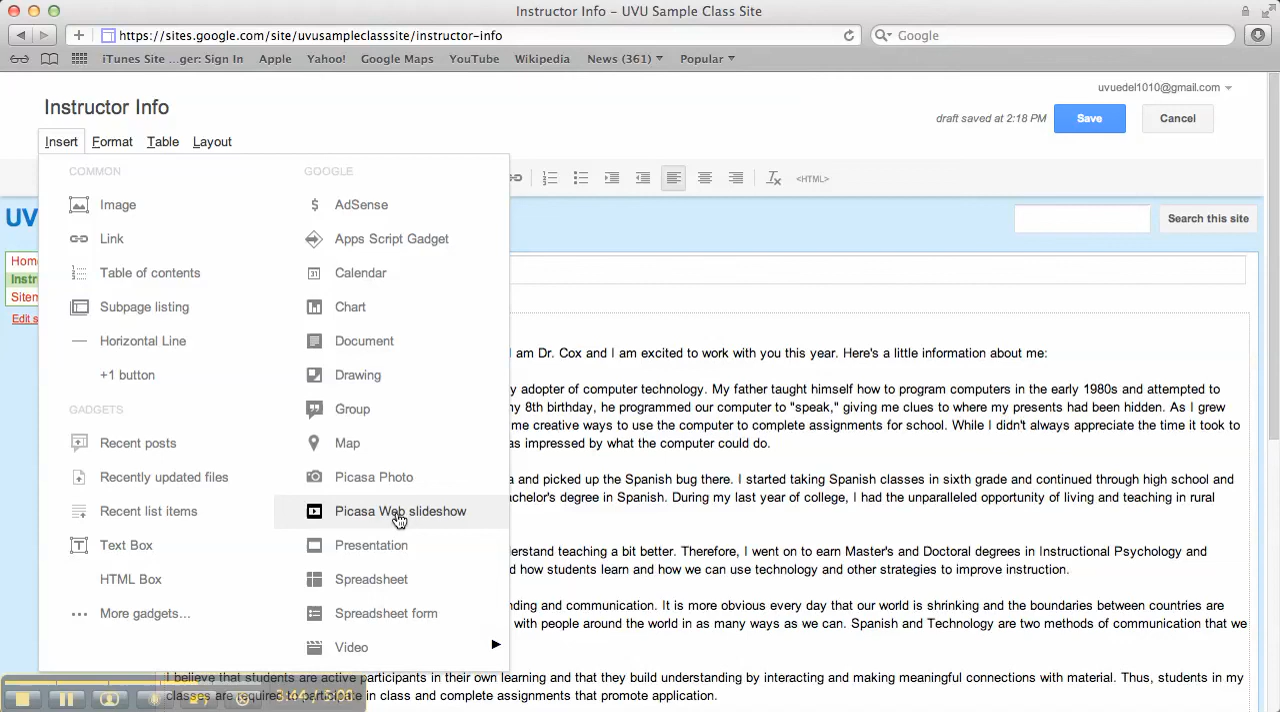 Instructor Info – UVU Sample Class Site
https://sites.google.com/site/uvusampleclasssite/instructor-info
Google
iTunes Site ...ger: Sign In Apple Yahoo! Google Maps YouTube Wikipedia News (361) Popular
uvuedel1010@gmail.com
Instructor Info
draft saved at 2:18 PM Save Cancel
Insert Format Table Layout
<HTML>
COMMON
Image
Link
Table of contents
Subpage listing
Horizontal Line
+1 button
GADGETS
Recent posts
Recently updated files
Recent list items
Text Box
HTML Box
More gadgets...
GOOGLE
AdSense
Apps Script Gadget
31 Calendar
Chart
Document
Drawing
Group
Map
Picasa Photo
Picasa Web slideshow
Presentation
Spreadsheet
Spreadsheet form
Video
UV
Search this site
Hom
Instr
Sitem
Edit s
am Dr. Cox and I am excited to work with you this year. Here's a little information about me:
y adopter of computer technology. My father taught himself how to program computers in the early 1980s and attempted to
my 8th birthday, he programmed our computer to "speak," giving me clues to where my presents had been hidden. As I grew
me creative ways to use the computer to complete assignments for school. While I didn't always appreciate the time it took to
as impressed by what the computer could do.
a and picked up the Spanish bug there. I started taking Spanish classes in sixth grade and continued through high school and
chelor's degree in Spanish. During my last year of college, I had the unparalleled opportunity of living and teaching in rural
erstand teaching a bit better. Therefore, I went on to earn Master's and Doctoral degrees in Instructional Psychology and
d how students learn and how we can use technology and other strategies to improve instruction.
nding and communication. It is more obvious every day that our world is shrinking and the boundaries between countries are
with people around the world in as many ways as we can. Spanish and Technology are two methods of communication that we
I believe that students are active participants in their own learning and that they build understanding by interacting and making meaningful connections with material. Thus, students in my
classes are required to participate in class and complete assignments that promote application.